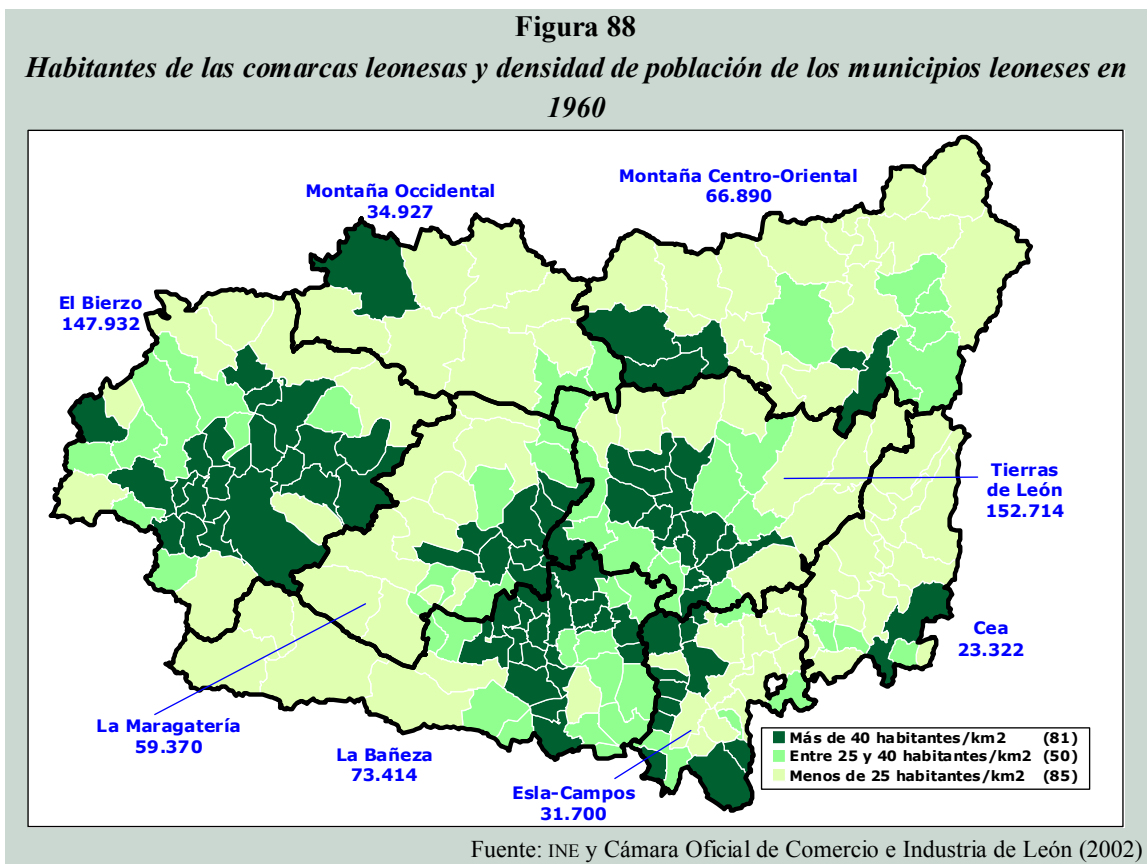 Figura 88
Habitantes de las comarcas leonesas y densidad de población de los municipios leoneses en
1960
Montaña Occidental
34.927
Montaña Centro-Oriental
66.890
El Bierzo
147.932
Tierras
de León
152.714
Cea
23.322
La Maragatería
59.370
La Bañeza
73.414
Esla-Campos
31.700
Más de 40 habitantes/km2 (81)
Entre 25 y 40 habitantes/km2 (50)
Menos de 25 habitantes/km2 (85)
Fuente: INE y Cámara Oficial de Comercio e Industria de León (2002)